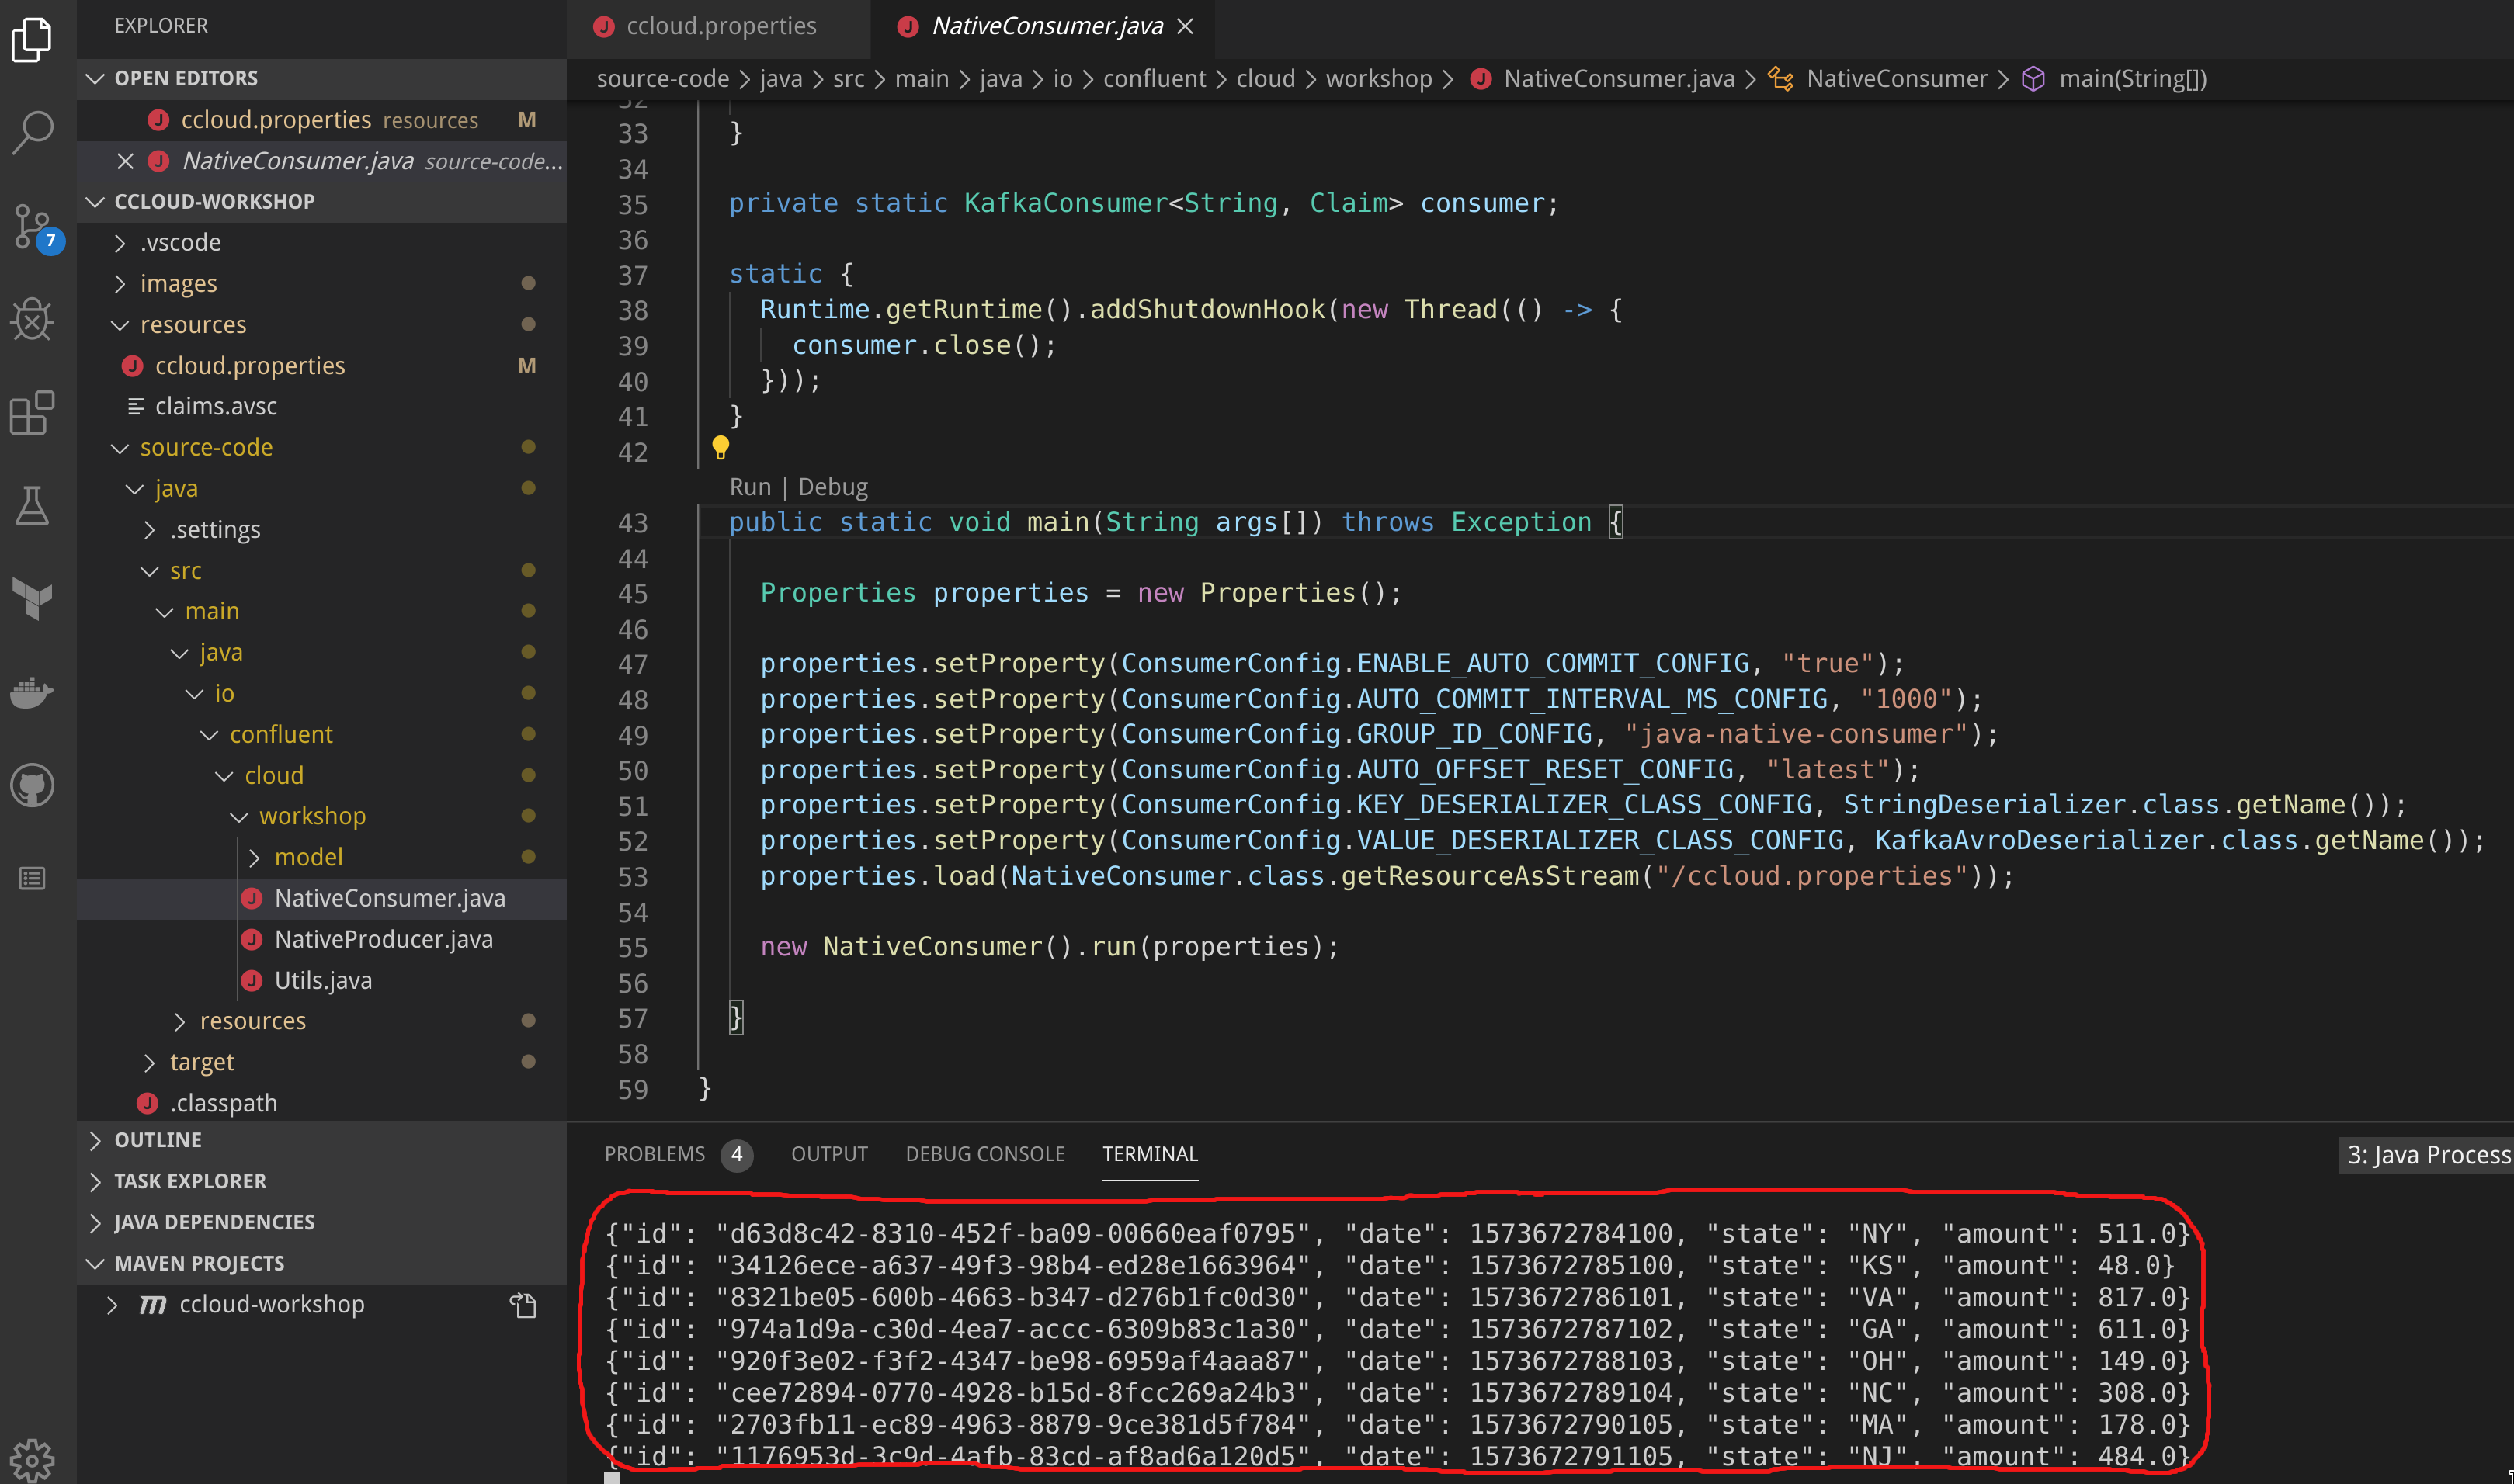 EXPLORER
OPEN EDITORS
ccloud.properties resources M
NativeConsumer.java source-code...
CCLOUD-WORKSHOP
7
.vscode
images
resources
ccloud.properties M
claims.avsc
source-code
java
.settings
src
main
java
io
confluent
cloud
workshop
model
NativeConsumer.java
NativeProducer.java
Utils.java
resources
target
.classpath
OUTLINE
TASK EXPLORER
JAVA DEPENDENCIES
MAVEN PROJECTS
ccloud-workshop
ccloud.properties NativeConsumer.java
source-code > java > src > main > java > io > confluent > cloud > workshop > NativeConsumer.java > NativeConsumer > main(String[])
32
33 }
34
35 private static KafkaConsumer<String, Claim> consumer;
36
37 static {
38 Runtime.getRuntime().addShutdownHook(new Thread(() -> {
39 consumer.close();
40 }));
41 }
42
Run | Debug
43 public static void main(String args[]) throws Exception {
44
45 Properties properties = new Properties();
46
47 properties.setProperty(ConsumerConfig.ENABLE_AUTO_COMMIT_CONFIG, "true");
48 properties.setProperty(ConsumerConfig.AUTO_COMMIT_INTERVAL_MS_CONFIG, "1000");
49 properties.setProperty(ConsumerConfig.GROUP_ID_CONFIG, "java-native-consumer");
50 properties.setProperty(ConsumerConfig.AUTO_OFFSET_RESET_CONFIG, "latest");
51 properties.setProperty(ConsumerConfig.KEY_DESERIALIZER_CLASS_CONFIG, StringDeserializer.class.getName());
52 properties.setProperty(ConsumerConfig.VALUE_DESERIALIZER_CLASS_CONFIG, KafkaAvroDeserializer.class.getName());
53 properties.load(NativeConsumer.class.getResourceAsStream("/ccloud.properties"));
54
55 new NativeConsumer().run(properties);
56
57 }
58
59 }
PROBLEMS 4 OUTPUT DEBUG CONSOLE TERMINAL 3: Java Process
{"id": "d63d8c42-8310-452f-ba09-00660eaf0795", "date": 1573672784100, "state": "NY", "amount": 511.0}
{"id": "34126ece-a637-49f3-98b4-ed28e1663964", "date": 1573672785100, "state": "KS", "amount": 48.0}
{"id": "8321be05-600b-4663-b347-d276b1fc0d30", "date": 1573672786101, "state": "VA", "amount": 817.0}
{"id": "974a1d9a-c30d-4ea7-accc-6309b83c1a30", "date": 1573672787102, "state": "GA", "amount": 611.0}
{"id": "920f3e02-f3f2-4347-be98-6959af4aaa87", "date": 1573672788103, "state": "OH", "amount": 149.0}
{"id": "cee72894-0770-4928-b15d-8fcc269a24b3", "date": 1573672789104, "state": "NC", "amount": 308.0}
{"id": "2703fb11-ec89-4963-8879-9ce381d5f784", "date": 1573672790105, "state": "MA", "amount": 178.0}
{"id": "1176953d-3c9d-4afb-83cd-af8ad6a120d5", "date": 1573672791105, "state": "NJ", "amount": 484.0}